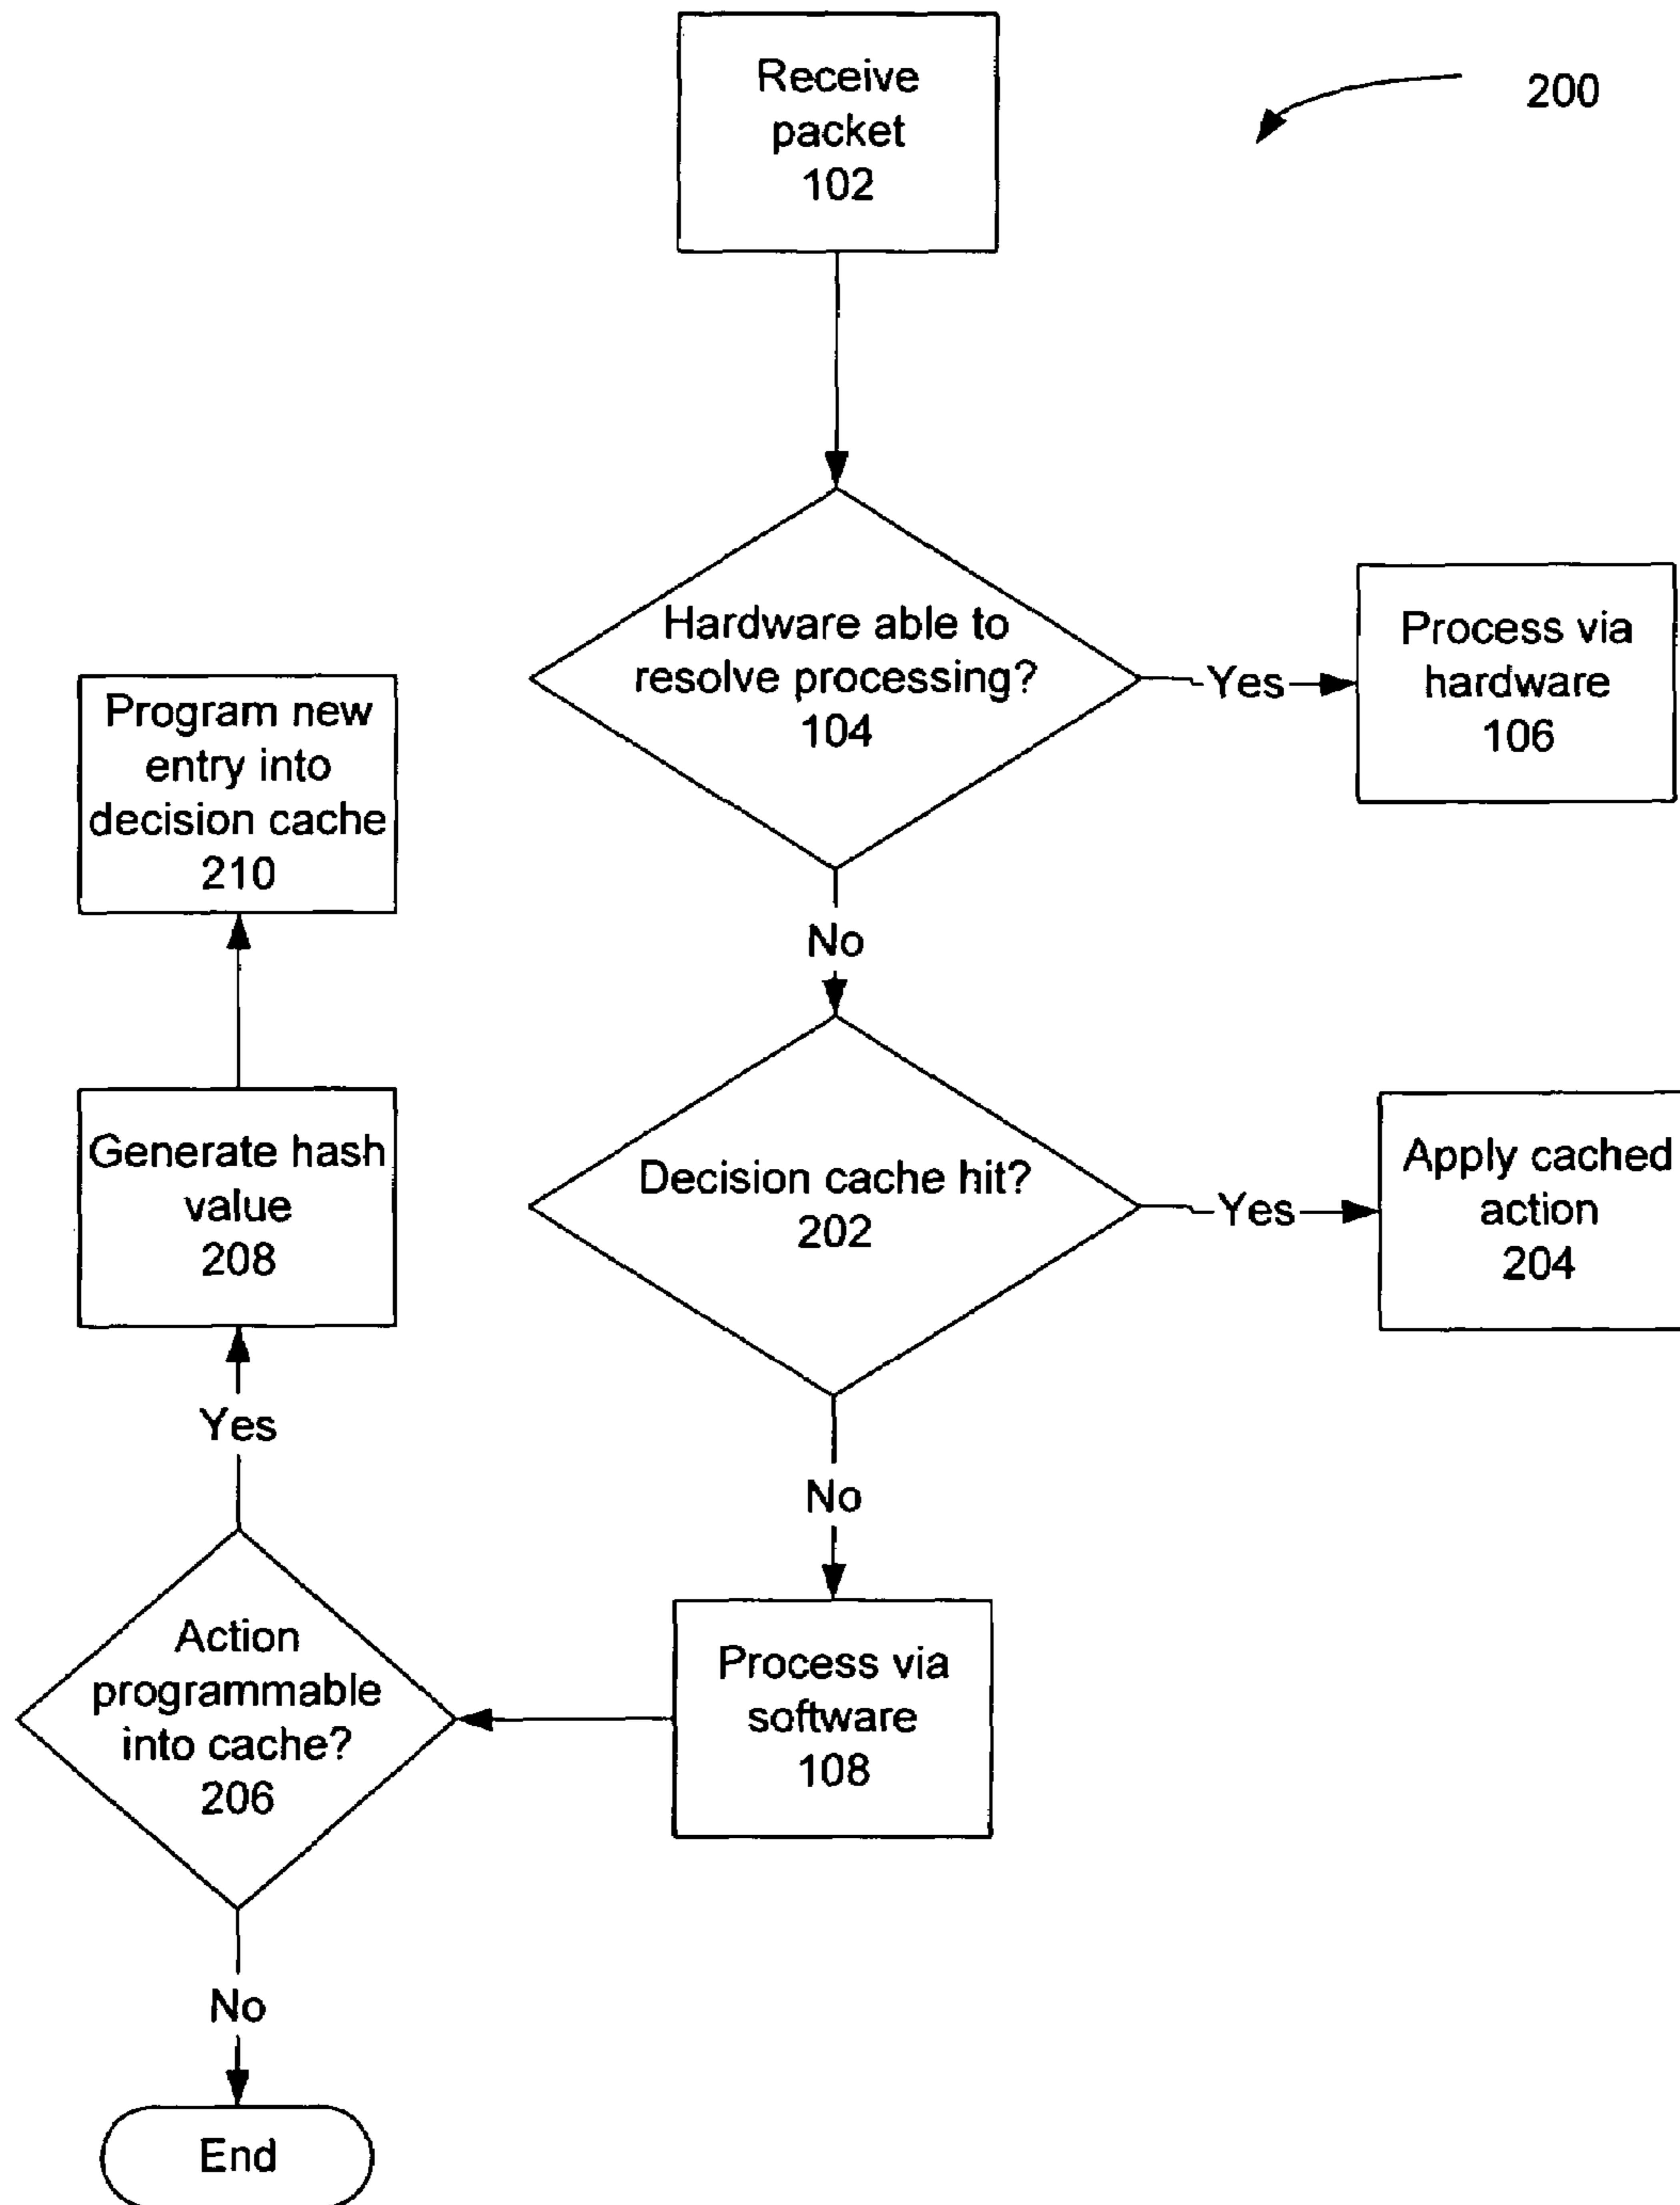 Receive
packet
102
200
Hardware able to
resolve processing?
104
Yes
Process via
hardware
106
No
Decision cache hit?
202
Yes
Apply cached
action
204
No
Process via
software
108
Action
programmable
into cache?
206
Yes
Generate hash
value
208
Program new
entry into
decision cache
210
No
End